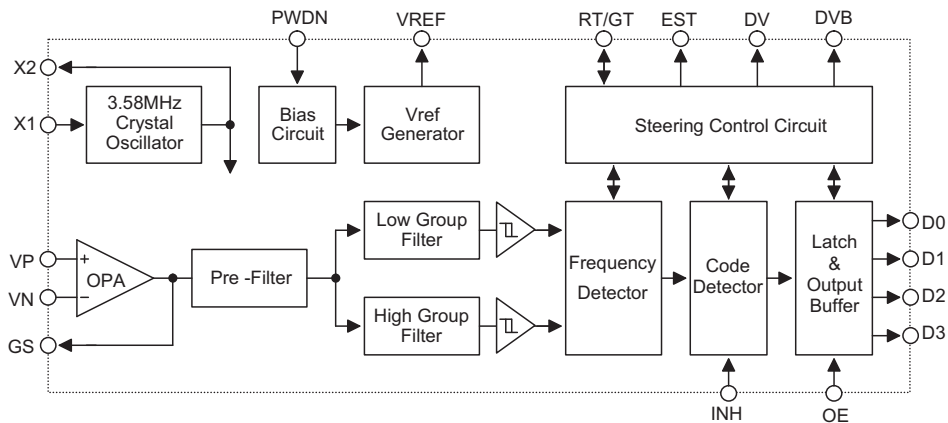 PWDN
VREF
RT/GT
EST
DV
DVB
X2
X1
3.58MHz
Crystal
Oscillator
Bias
Circuit
Vref
Generator
Steering Control Circuit
VP
VN
GS
+
−
OPA
Pre -Filter
Low Group
Filter
High Group
Filter
Frequency
Detector
Code
Detector
Latch
&
Output
Buffer
D0
D1
D2
D3
INH
OE